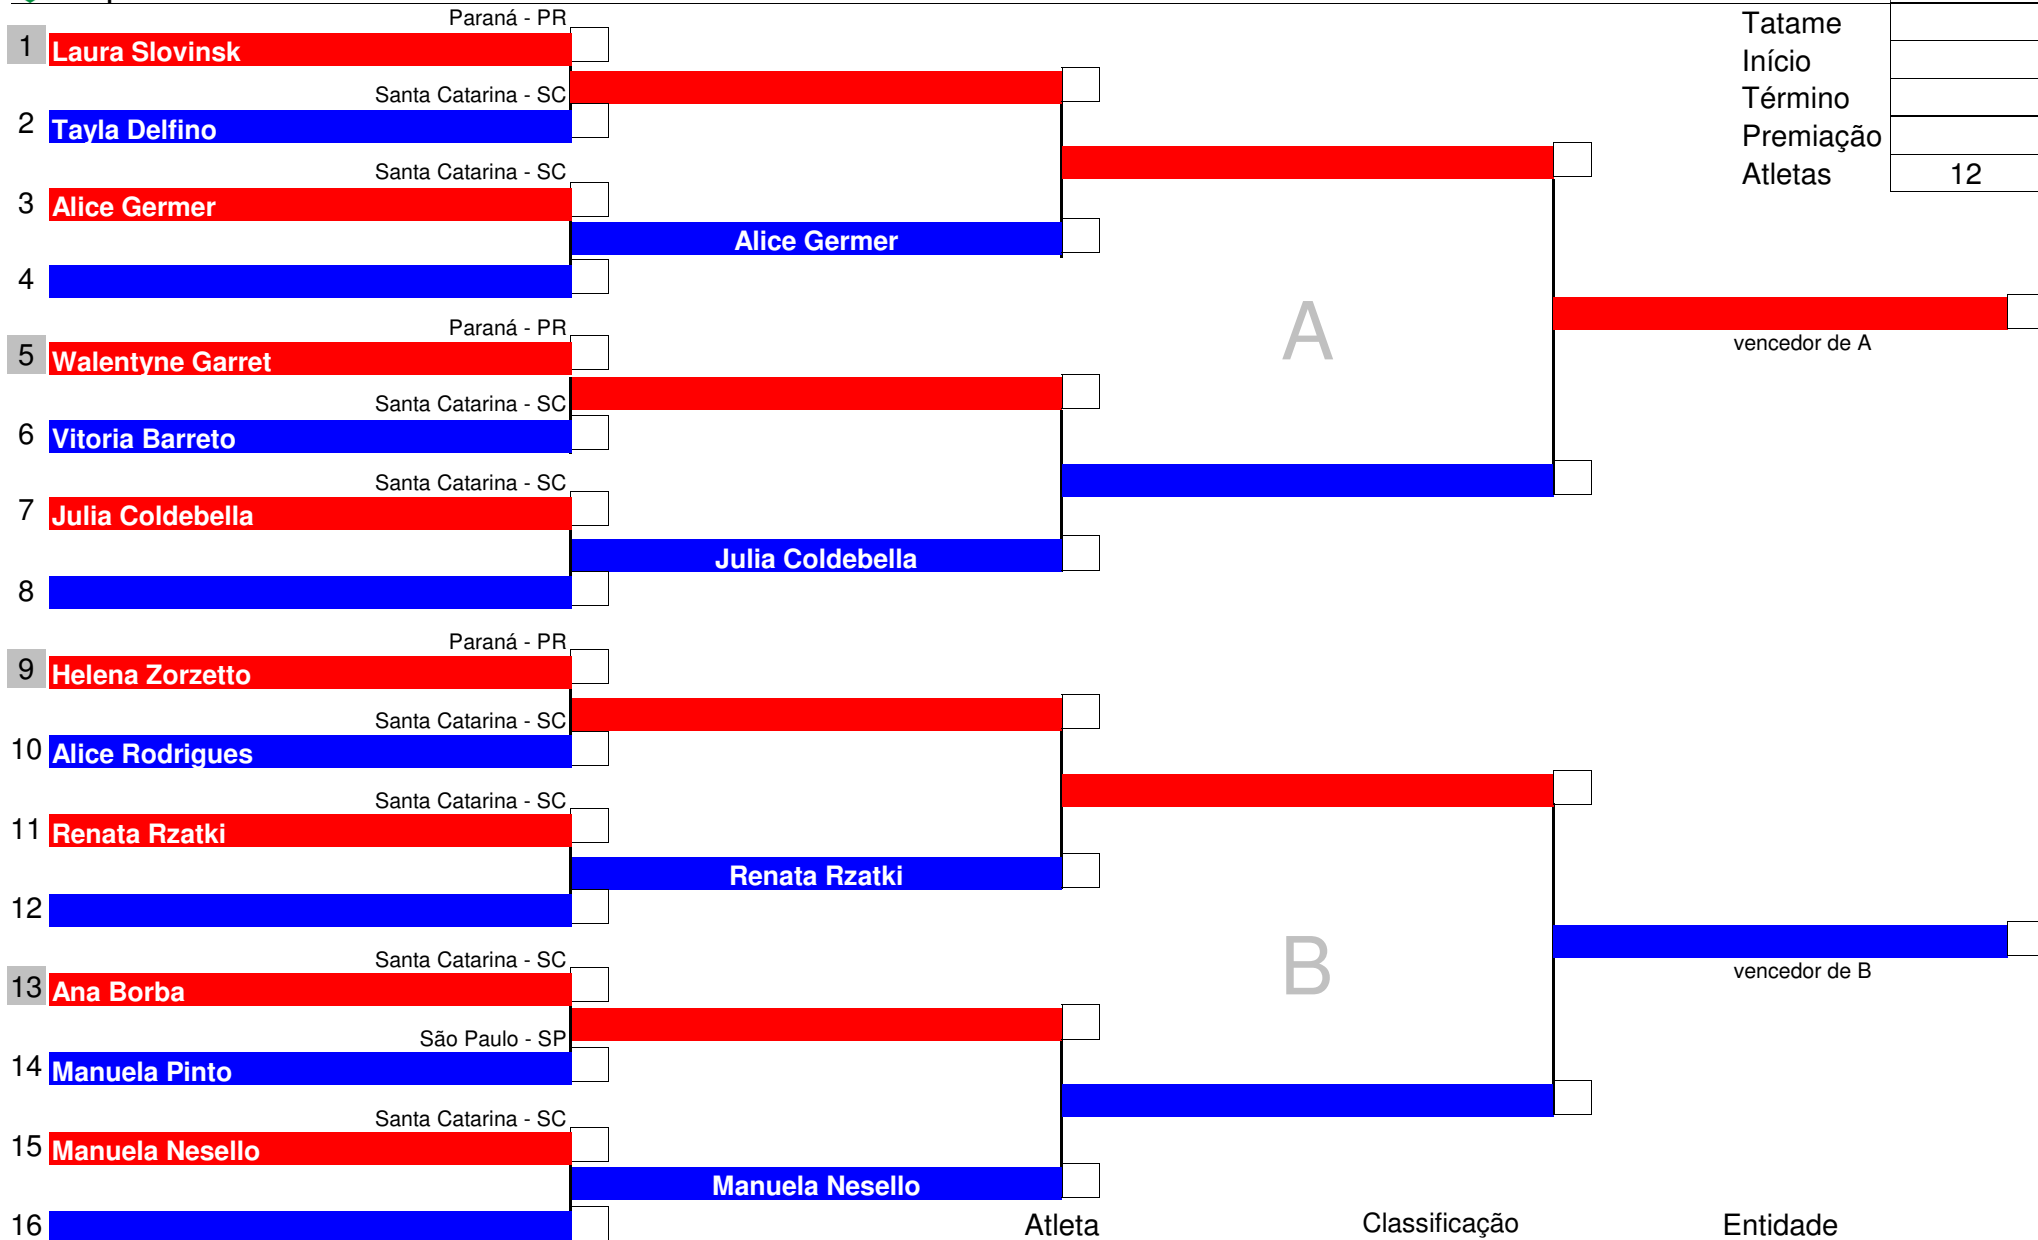 Paraná - PR
1 Laura Slovinsk
Santa Catarina - SC
2 Tayla Delfino
Santa Catarina - SC
3 Alice Germer
Alice Germer
4
Paraná - PR
5 Walentyne Garret
Santa Catarina - SC
6 Vitoria Barreto
Santa Catarina - SC
7 Julia Coldebella
Julia Coldebella
8
Paraná - PR
9 Helena Zorzetto
Santa Catarina - SC
10 Alice Rodrigues
Santa Catarina - SC
11 Renata Rzatki
Renata Rzatki
12
Santa Catarina - SC
13 Ana Borba
São Paulo - SP
14 Manuela Pinto
Santa Catarina - SC
15 Manuela Nesello
Manuela Nesello
16
A
vencedor de A
B
vencedor de B
Tatame
Início
Término
Premiação
Atletas 12
Atleta Classificação Entidade